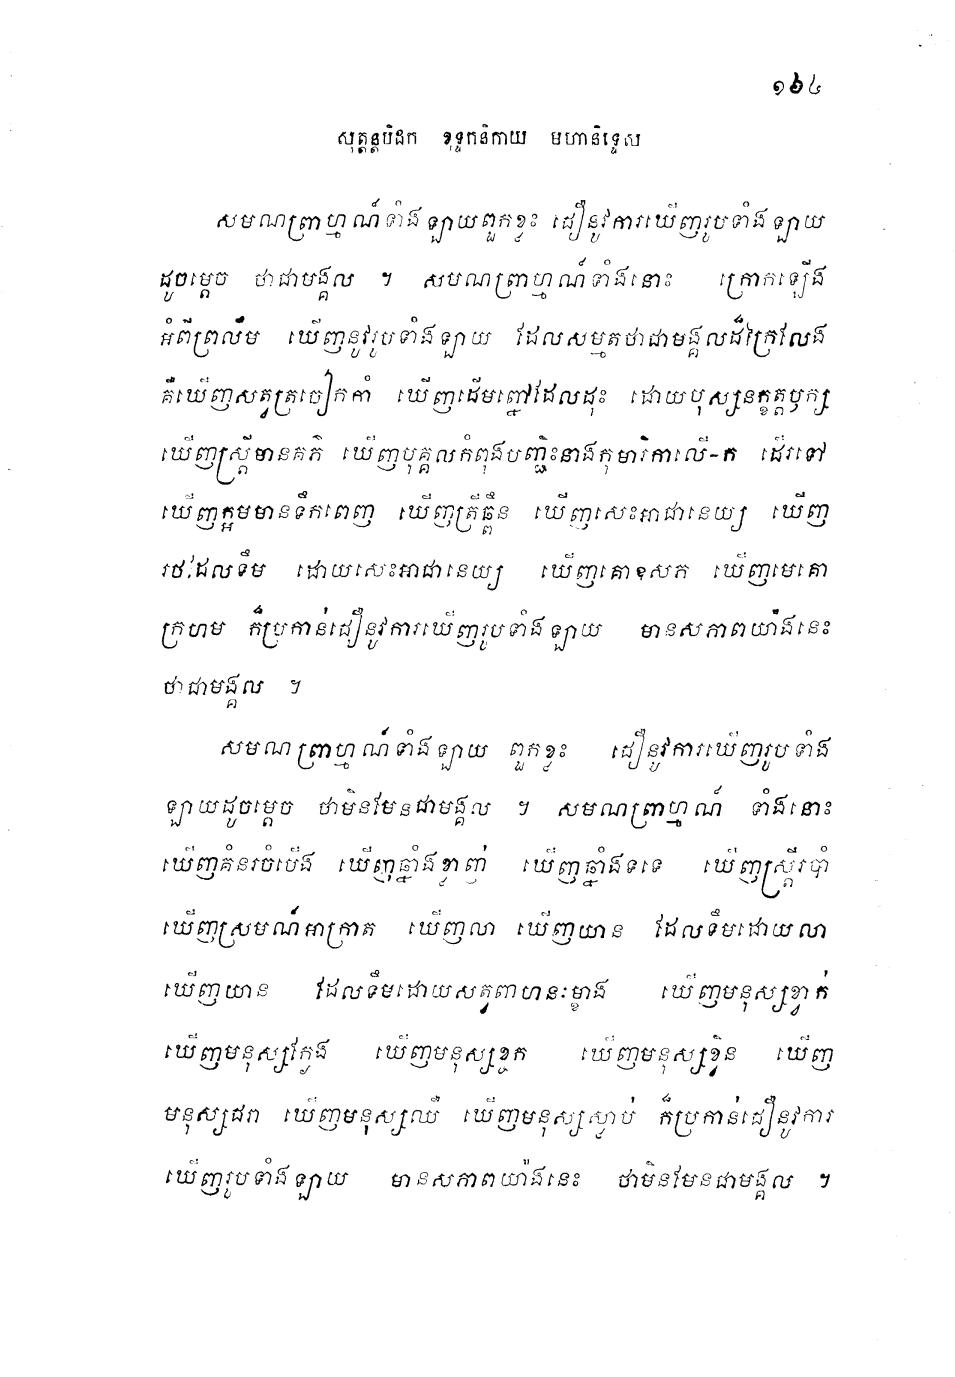 ១៦៤
សុត្តន្តបិដក ខុទ្ទកនិកាយ មហានិទ្ទេស
សមណព្រាហ្មណ៍ទាំងឡាយពួកខ្លះ ជឿនូវការឃើញរូបទាំងឡាយ
ដូចម្តេច ថាជាមង្គល ។ សមណព្រាហ្មណ៍ទាំងនោះ ក្រោកឡើង
អំពីព្រលឹម ឃើញនូវរូបទាំងឡាយ ដែលសម្មតថាជាមង្គលដ៏ក្រៃលែង
គឺឃើញសត្វត្រចៀកកាំ ឃើញដើមព្នៅដែលដុះ ដោយបុស្សនក្ខត្តឫក្ស
ឃើញស្ត្រីមានគភ៌ ឃើញបុគ្គលកំពុងបញ្ជិះនាងកុមារិកាលើ-ក ដើរទៅ
ឃើញក្អមមានទឹកពេញ ឃើញត្រីឆ្ពិន ឃើញសេះអាជានេយ្យ ឃើញ
រថដែលទឹម ដោយសេះអាជានេយ្យ ឃើញគោឧសភ ឃើញមេគោ
ក្រហម ក៏ប្រកាន់ជឿនូវការឃើញរូបទាំងឡាយ មានសភាពយ៉ាងនេះ
ថាជាមង្គល ។
សមណព្រាហ្មណ៍ទាំងឡាយ ពួកខ្លះ ជឿនូវការឃើញរូបទាំង
ឡាយដូចម្តេច ថាមិនមែនជាមង្គល ។ សមណព្រាហ្មណ៍ ទាំងនោះ
ឃើញគំនរចំបើង ឃើញឆ្នាំងខ្ទាញ់ ឃើញឆ្នាំងទទេ ឃើញស្ត្រីរបាំ
ឃើញស្រមណ៍អាក្រាត ឃើញលា ឃើញយាន ដែលទឹមដោយលា
ឃើញយាន ដែលទឹមដោយសត្វពាហនៈម្ខាង ឃើញមនុស្សខ្វាក់
ឃើញមនុស្សក្ងែង ឃើញមនុស្សខ្ចក ឃើញមនុស្សខ្វិន ឃើញ
មនុស្សជរា ឃើញមនុស្សឈឺ ឃើញមនុស្សស្លាប់ ក៏ប្រកាន់ជឿនូវការ
ឃើញរូបទាំងឡាយ មានសភាពយ៉ាងនេះ ថាមិនមែនជាមង្គល ។